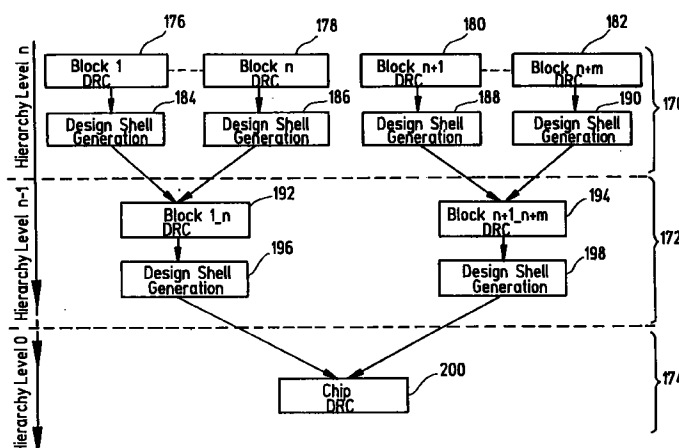 176
178
180
182
Hierarchy Level n
Block 1
DRC
Block n
DRC
Block n+1
DRC
Block n+m
DRC
184
186
188
190
170
Design Shell
Generation
Design Shell
Generation
Design Shell
Generation
Design Shell
Generation
Hierarchy Level n-1
192
194
Block 1_n
DRC
Block n+1_n+m
DRC
172
196
198
Design Shell
Generation
Design Shell
Generation
Hierarchy Level 0
200
Chip
DRC
174